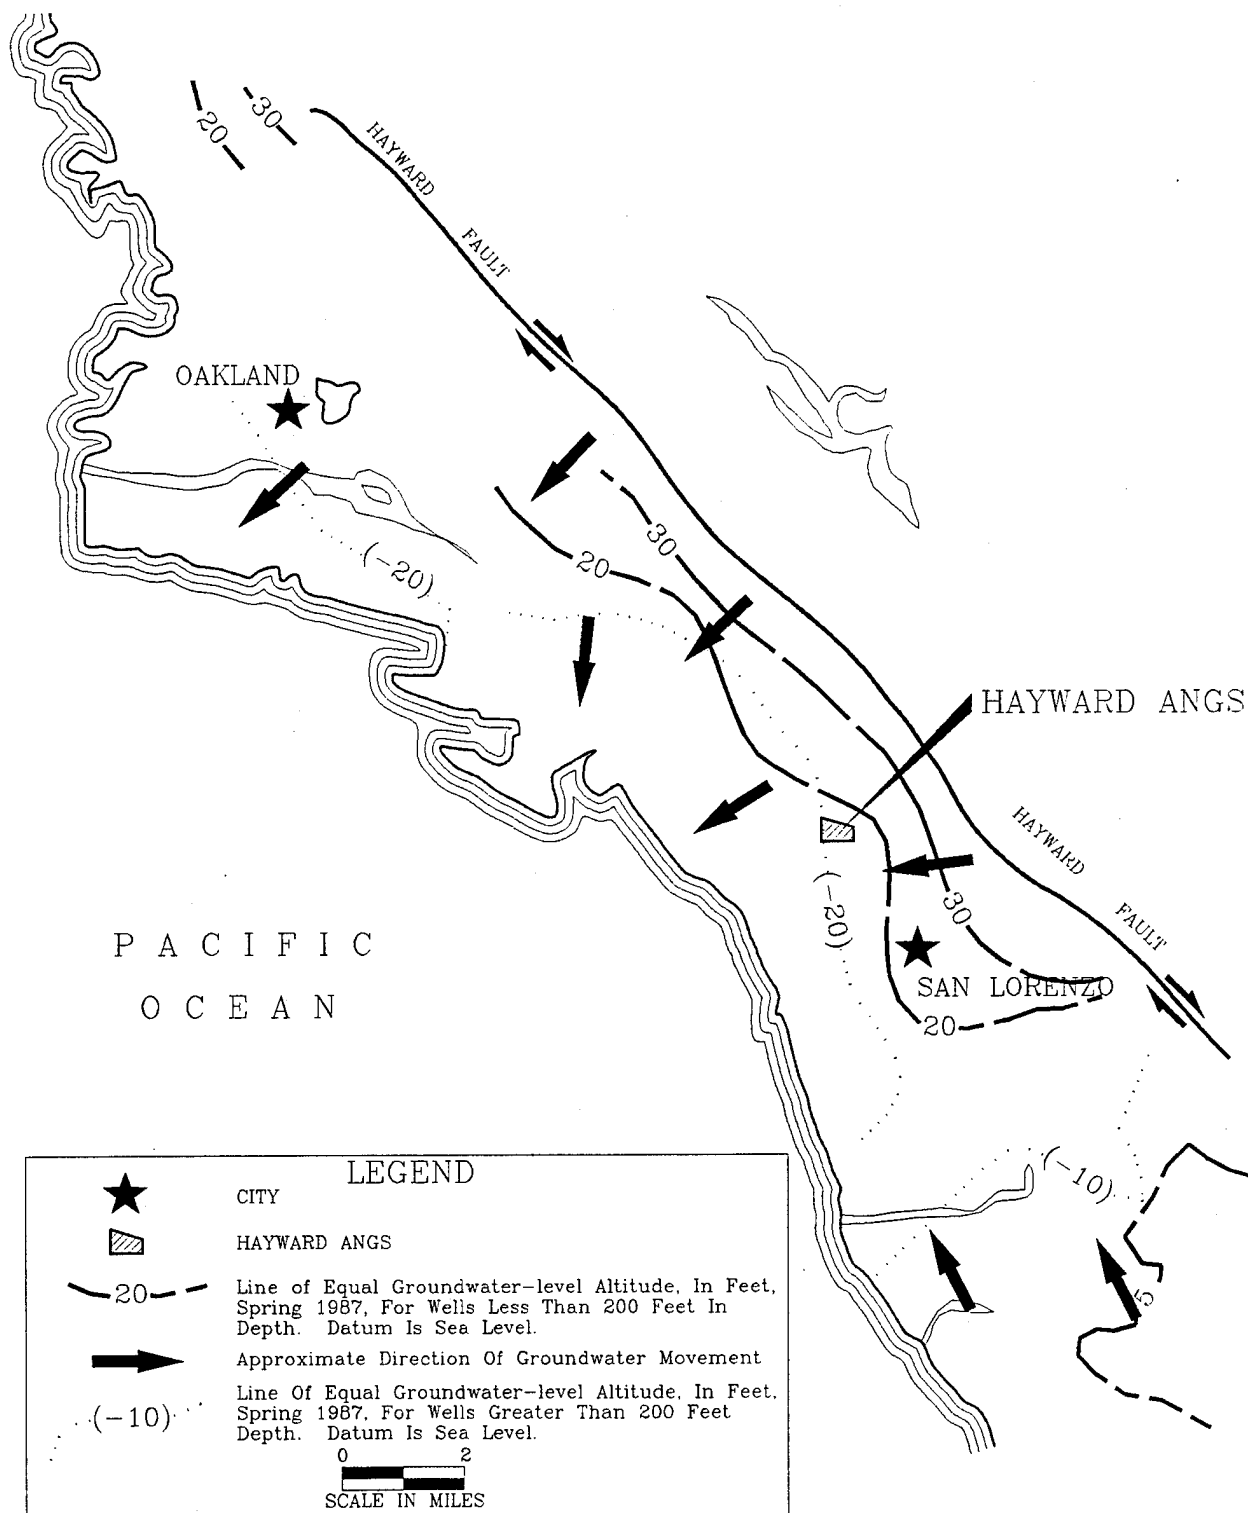 20
30
HAYWARD
FAULT
OAKLAND
30
20
(-20)
HAYWARD ANGS
HAYWARD
FAULT
(-20)
30
PACIFIC
OCEAN
SAN LORENZO
20
(-10)
5
LEGEND
CITY
HAYWARD ANGS
20
Line of Equal Groundwater-level Altitude, In Feet,
Spring 1987, For Wells Less Than 200 Feet In
Depth. Datum Is Sea Level.
Approximate Direction Of Groundwater Movement
(-10)
Line Of Equal Groundwater-level Altitude, In Feet,
Spring 1987, For Wells Greater Than 200 Feet
Depth. Datum Is Sea Level.
0 2
SCALE IN MILES